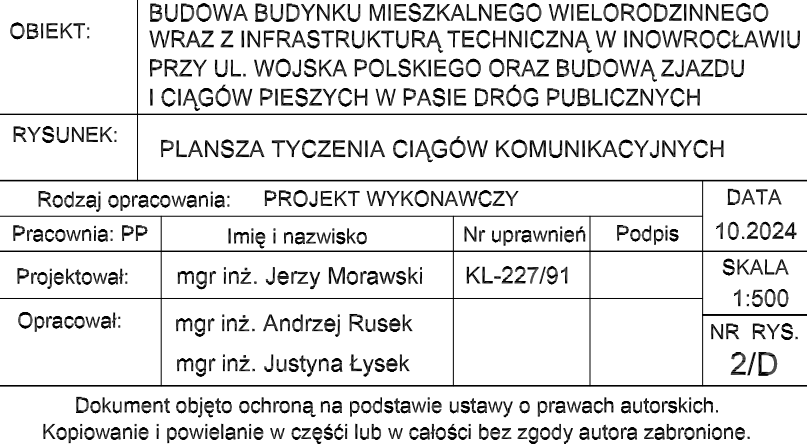 OBIEKT:
BUDOWA BUDYNKU MIESZKALNEGO WIELORODZINNEGO
WRAZ Z INFRASTRUKTURĄ TECHNICZNĄ W INOWROCŁAWIU
PRZY UL. WOJSKA POLSKIEGO ORAZ BUDOWĄ ZJAZDU
I CIĄGÓW PIESZYCH W PASIE DRÓG PUBLICZNYCH
RYSUNEK:
PLANSZA TYCZENIA CIĄGÓW KOMUNIKACYJNYCH
Rodzaj opracowania: PROJEKT WYKONAWCZY
DATA
10.2024
Pracownia: PP Imię i nazwisko Nr uprawnień Podpis
Projektował: mgr inż. Jerzy Morawski KL-227/91
SKALA
1:500
Opracował: mgr inż. Andrzej Rusek
mgr inż. Justyna Łysek
NR RYS.
2/D
Dokument objęto ochroną na podstawie ustawy o prawach autorskich.
Kopiowanie i powielanie w częśći lub w całości bez zgody autora zabronione.